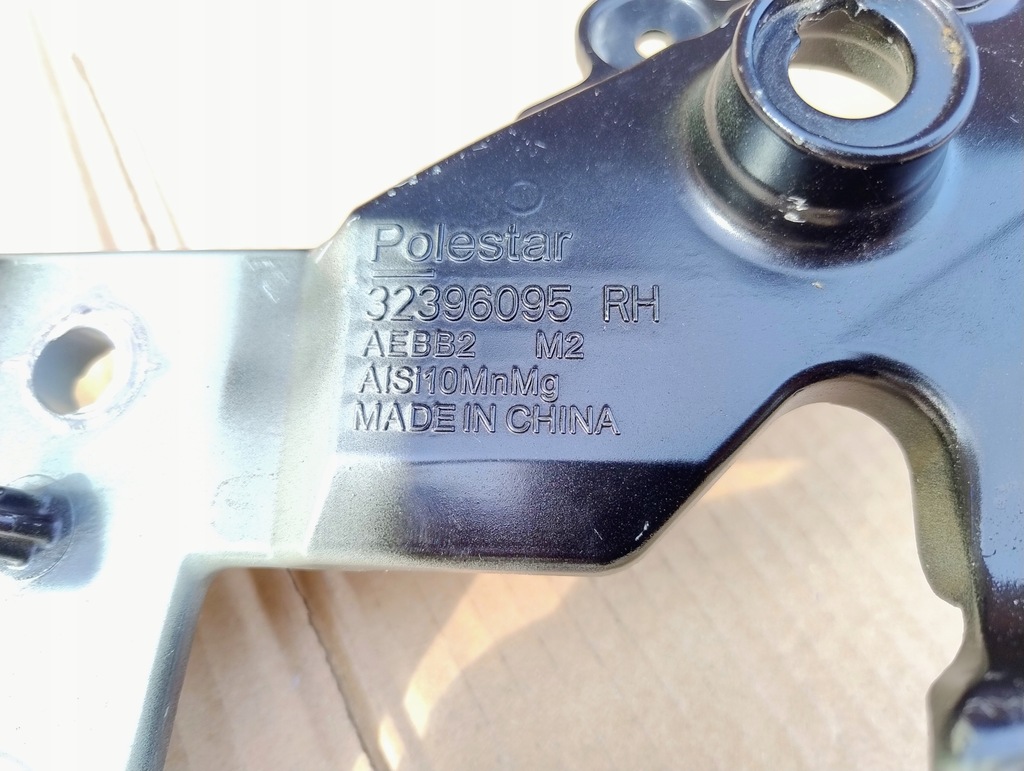 Polestar
32396095 RH
AEBB2 M2
AlSi10MnMg
MADE IN CHINA